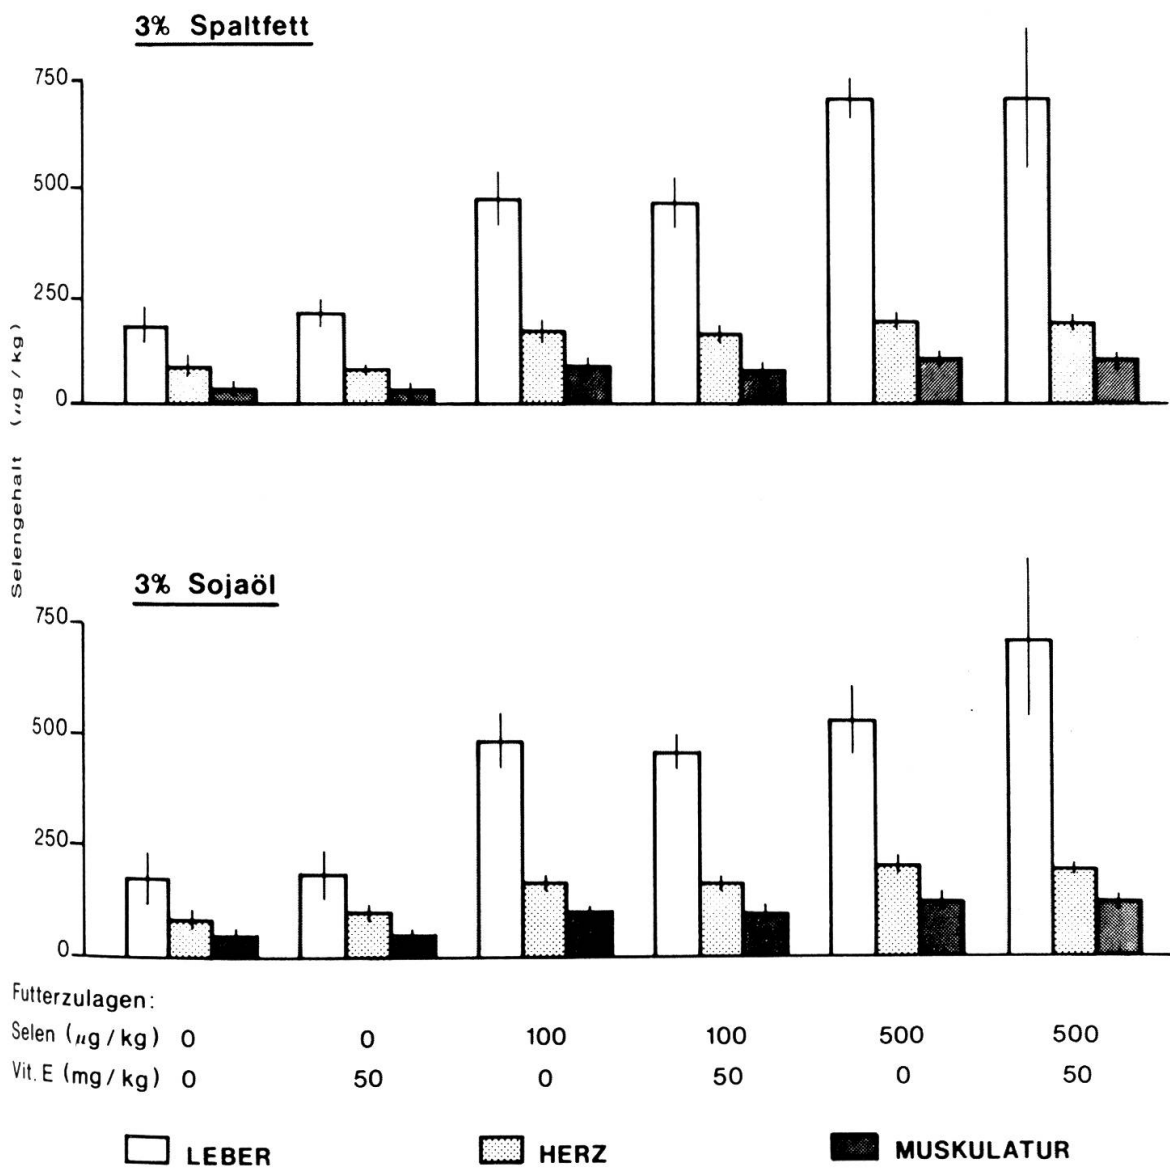 3% Spaltfett
750
500
250
0
Selengehalt (µg/kg)
3% Sojaöl
750
500
250
0
Futterzulagen:
Selen (µg/kg) 0 0 100 100 500 500
Vit. E (mg/kg) 0 50 0 50 0 50
LEBER HERZ MUSKULATUR